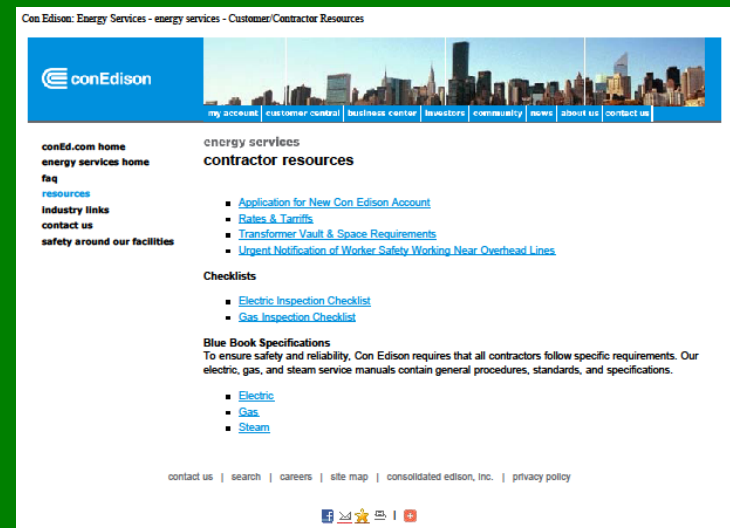 Con Edison: Energy Services - energy services - Customer/Contractor Resources
conEdison
my account | customer central | business center | investors | community | news | about us | contact us
conEd.com home
energy services home
faq
resources
industry links
contact us
safety around our facilities
energy services
contractor resources
Application for New Con Edison Account
Rates & Tarriffs
Transformer Vault & Space Requirements
Urgent Notification of Worker Safety Working Near Overhead Lines
Checklists
Electric Inspection Checklist
Gas Inspection Checklist
Blue Book Specifications
To ensure safety and reliability, Con Edison requires that all contractors follow specific requirements. Our
electric, gas, and steam service manuals contain general procedures, standards, and specifications.
Electric
Gas
Steam
contact us | search | careers | site map | consolidated edison, inc. | privacy policy